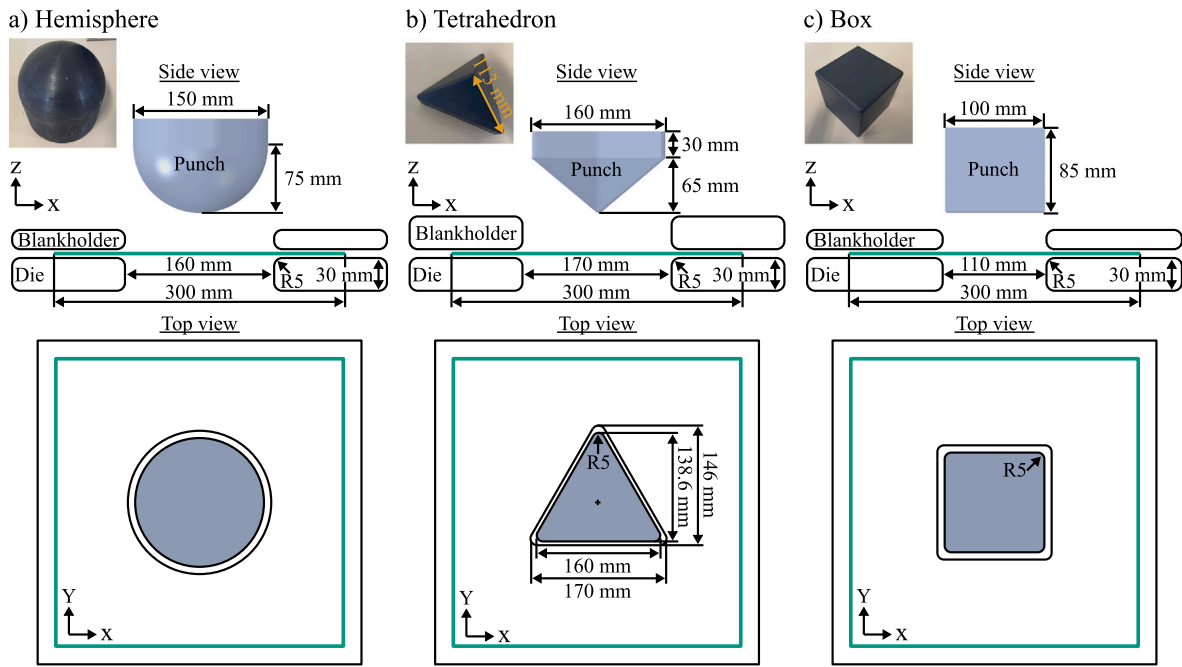 a) Hemisphere
Side view
150 mm
Punch
75 mm
Z
X
Blankholder
Die
160 mm
R5
30 mm
300 mm
Top view
Y
X
b) Tetrahedron
113 mm
Side view
160 mm
30 mm
Punch
65 mm
Z
X
Blankholder
Die
170 mm
R5
30 mm
300 mm
Top view
R5
138.6 mm
146 mm
160 mm
170 mm
Y
X
c) Box
Side view
100 mm
Punch
85 mm
Z
X
Blankholder
Die
110 mm
R5
30 mm
300 mm
Top view
R5
Y
X